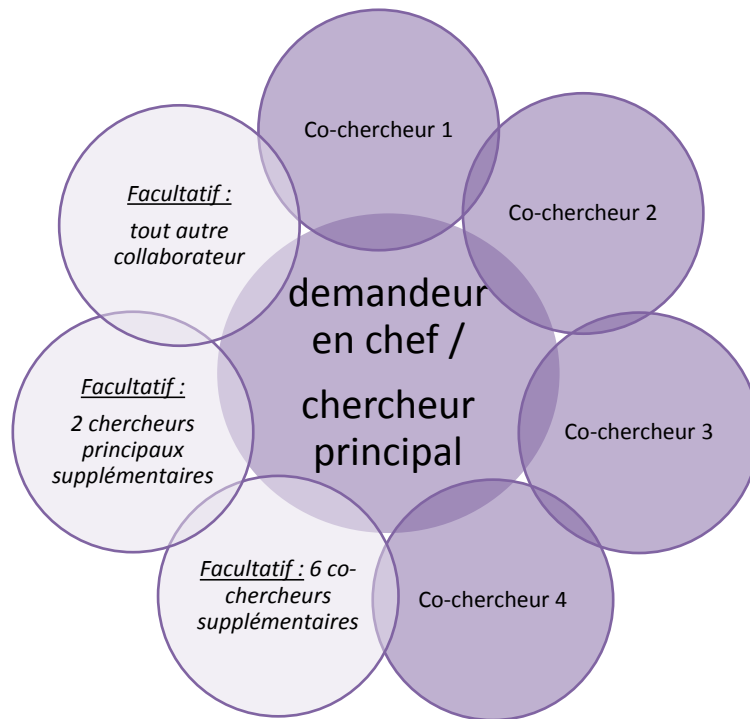 Co-chercheur 1
Co-chercheur 2
Co-chercheur 3
Co-chercheur 4
Facultatif : 6 co-
chercheurs
supplémentaires
Facultatif :
2 chercheurs
principaux
supplémentaires
Facultatif :
tout autre
collaborateur
demandeur
en chef /
chercheur
principal